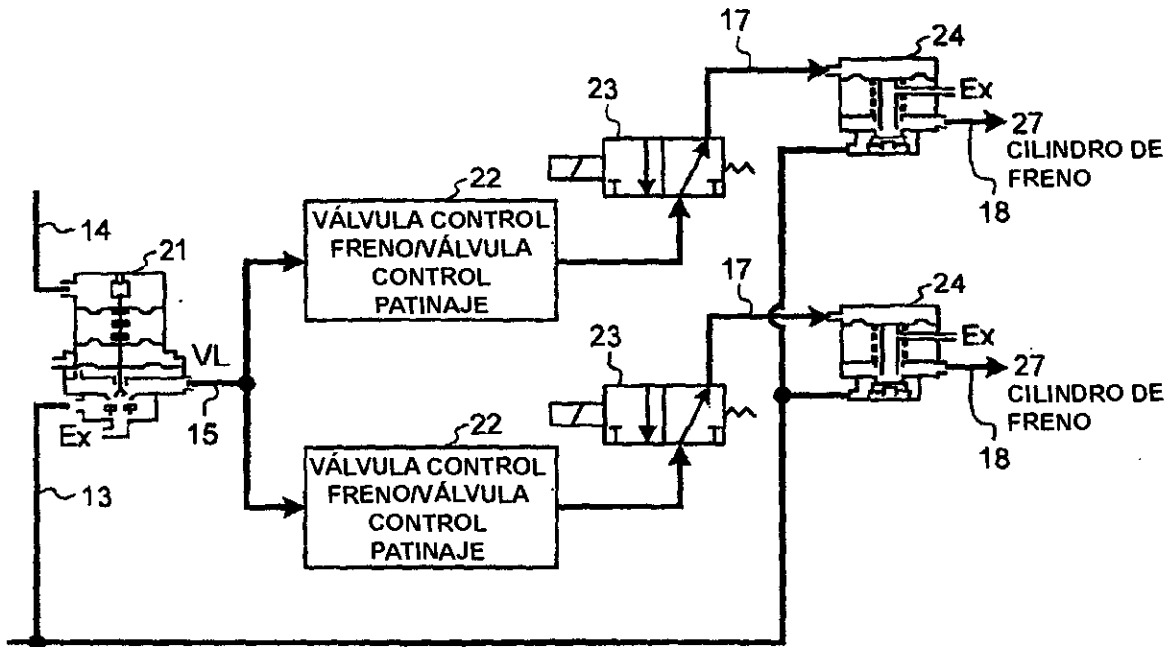 17
24
23
Ex
27
CILINDRO DE
FRENO
18
22
VÁLVULA CONTROL
FRENO/VÁLVULA
CONTROL
PATINAJE
14
21
VL
15
Ex
13
17
24
23
Ex
27
CILINDRO DE
FRENO
18
22
VÁLVULA CONTROL
FRENO/VÁLVULA
CONTROL
PATINAJE